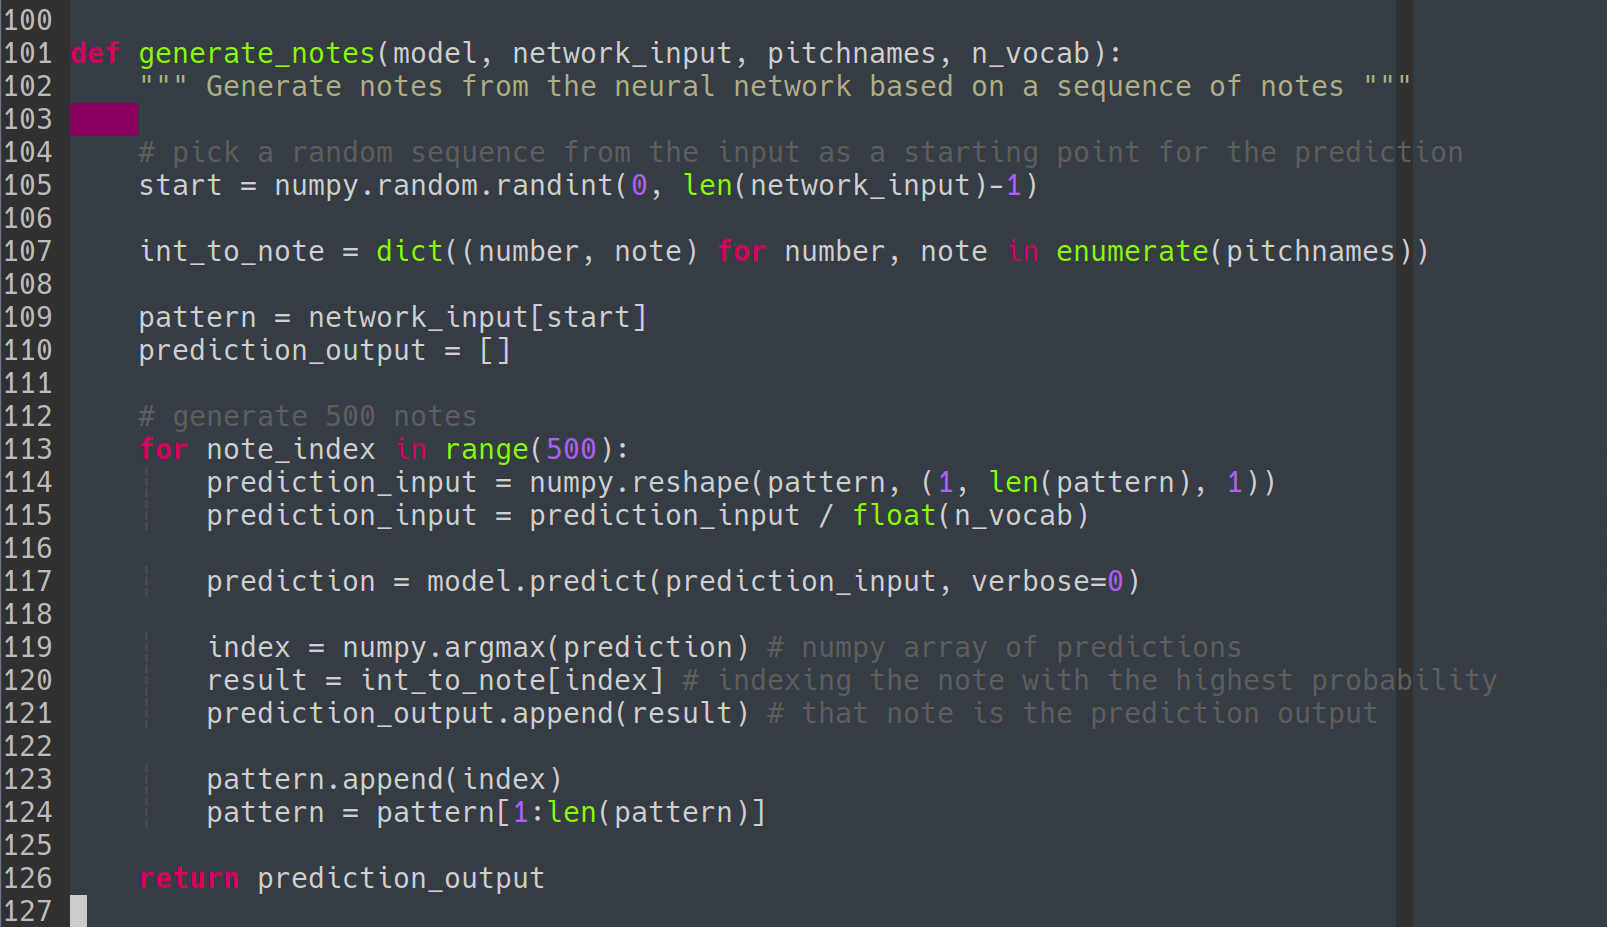 100
101 def generate_notes(model, network_input, pitchnames, n_vocab):
102     """ Generate notes from the neural network based on a sequence of notes """
103
104     # pick a random sequence from the input as a starting point for the prediction
105     start = numpy.random.randint(0, len(network_input)-1)
106
107     int_to_note = dict((number, note) for number, note in enumerate(pitchnames))
108
109     pattern = network_input[start]
110     prediction_output = []
111
112     # generate 500 notes
113     for note_index in range(500):
114         prediction_input = numpy.reshape(pattern, (1, len(pattern), 1))
115         prediction_input = prediction_input / float(n_vocab)
116
117         prediction = model.predict(prediction_input, verbose=0)
118
119         index = numpy.argmax(prediction) # numpy array of predictions
120         result = int_to_note[index] # indexing the note with the highest probability
121         prediction_output.append(result) # that note is the prediction output
122
123         pattern.append(index)
124         pattern = pattern[1:len(pattern)]
125
126     return prediction_output
127